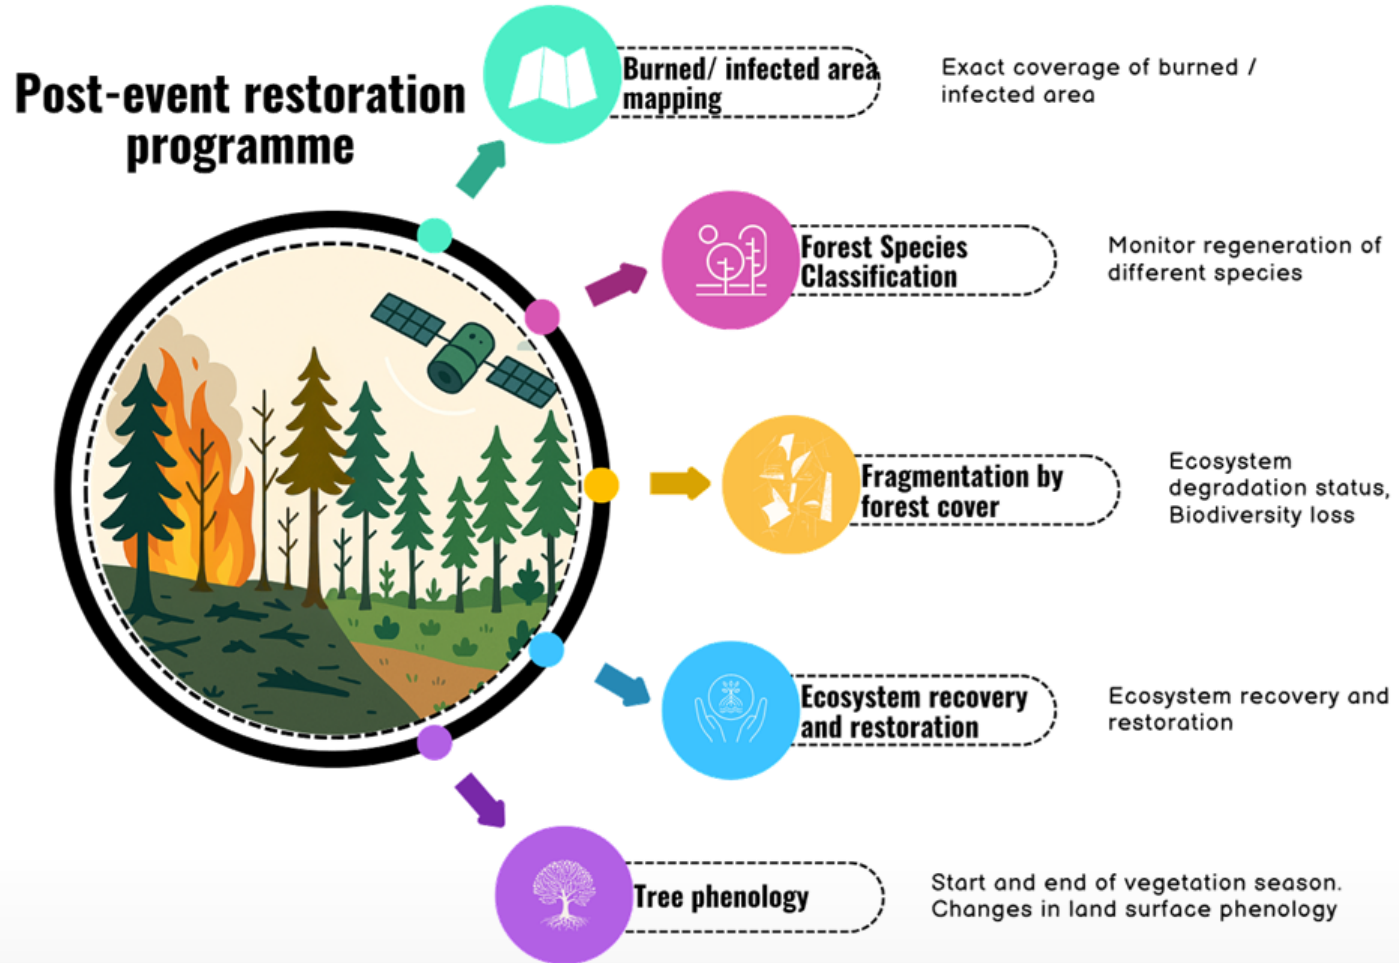 Post-event restoration
programme
Burned/ infected area
mapping
Exact coverage of burned /
infected area
Forest Species
Classification
Monitor regeneration of
different species
Fragmentation by
forest cover
Ecosystem
degradation status,
Biodiversity loss
Ecosystem recovery
and restoration
Ecosystem recovery and
restoration
Tree phenology
Start and end of vegetation season.
Changes in land surface phenology